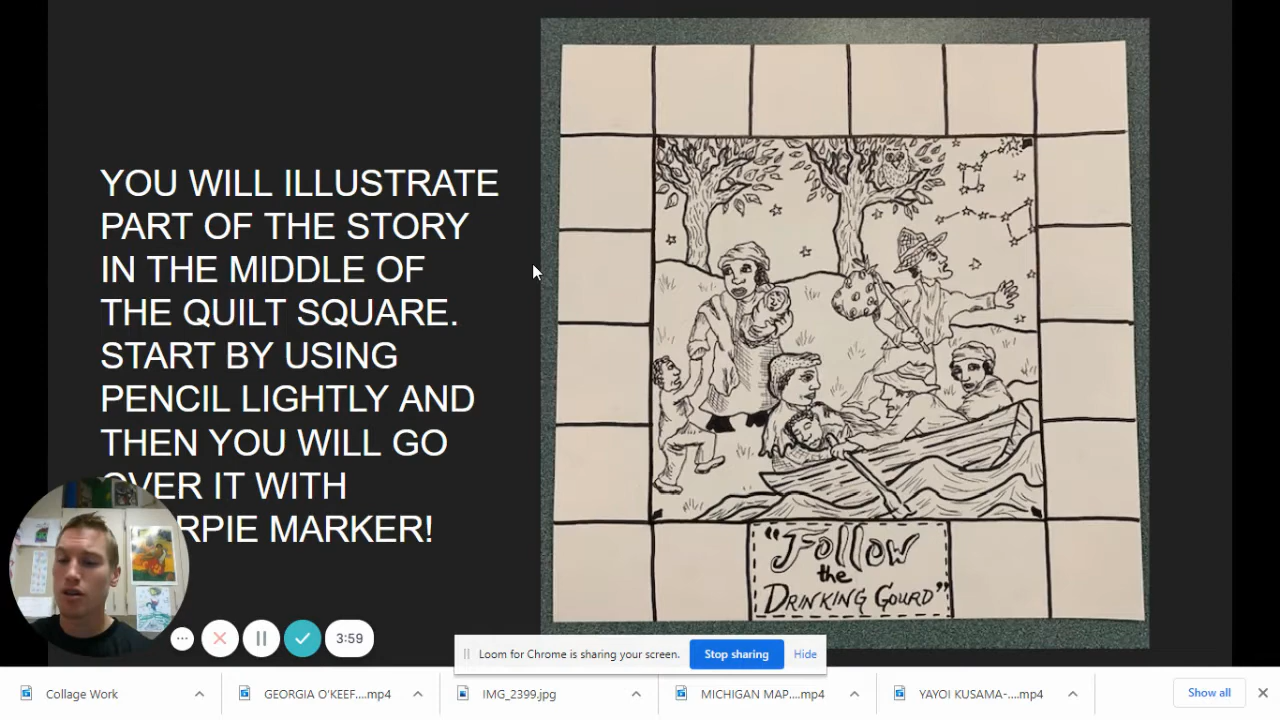 YOU WILL ILLUSTRATE
PART OF THE STORY
IN THE MIDDLE OF
THE QUILT SQUARE.
START BY USING
PENCIL LIGHTLY AND
THEN YOU WILL GO
OVER IT WITH
RPIE MARKER!
"Follow
the
DRINKING GOURD"
3:59
Loom for Chrome is sharing your screen.
Stop sharing
Hide
Collage Work
GEORGIA O'KEEF....mp4
IMG_2399.jpg
MICHIGAN MAP....mp4
YAYOI KUSAMA-....mp4
Show all